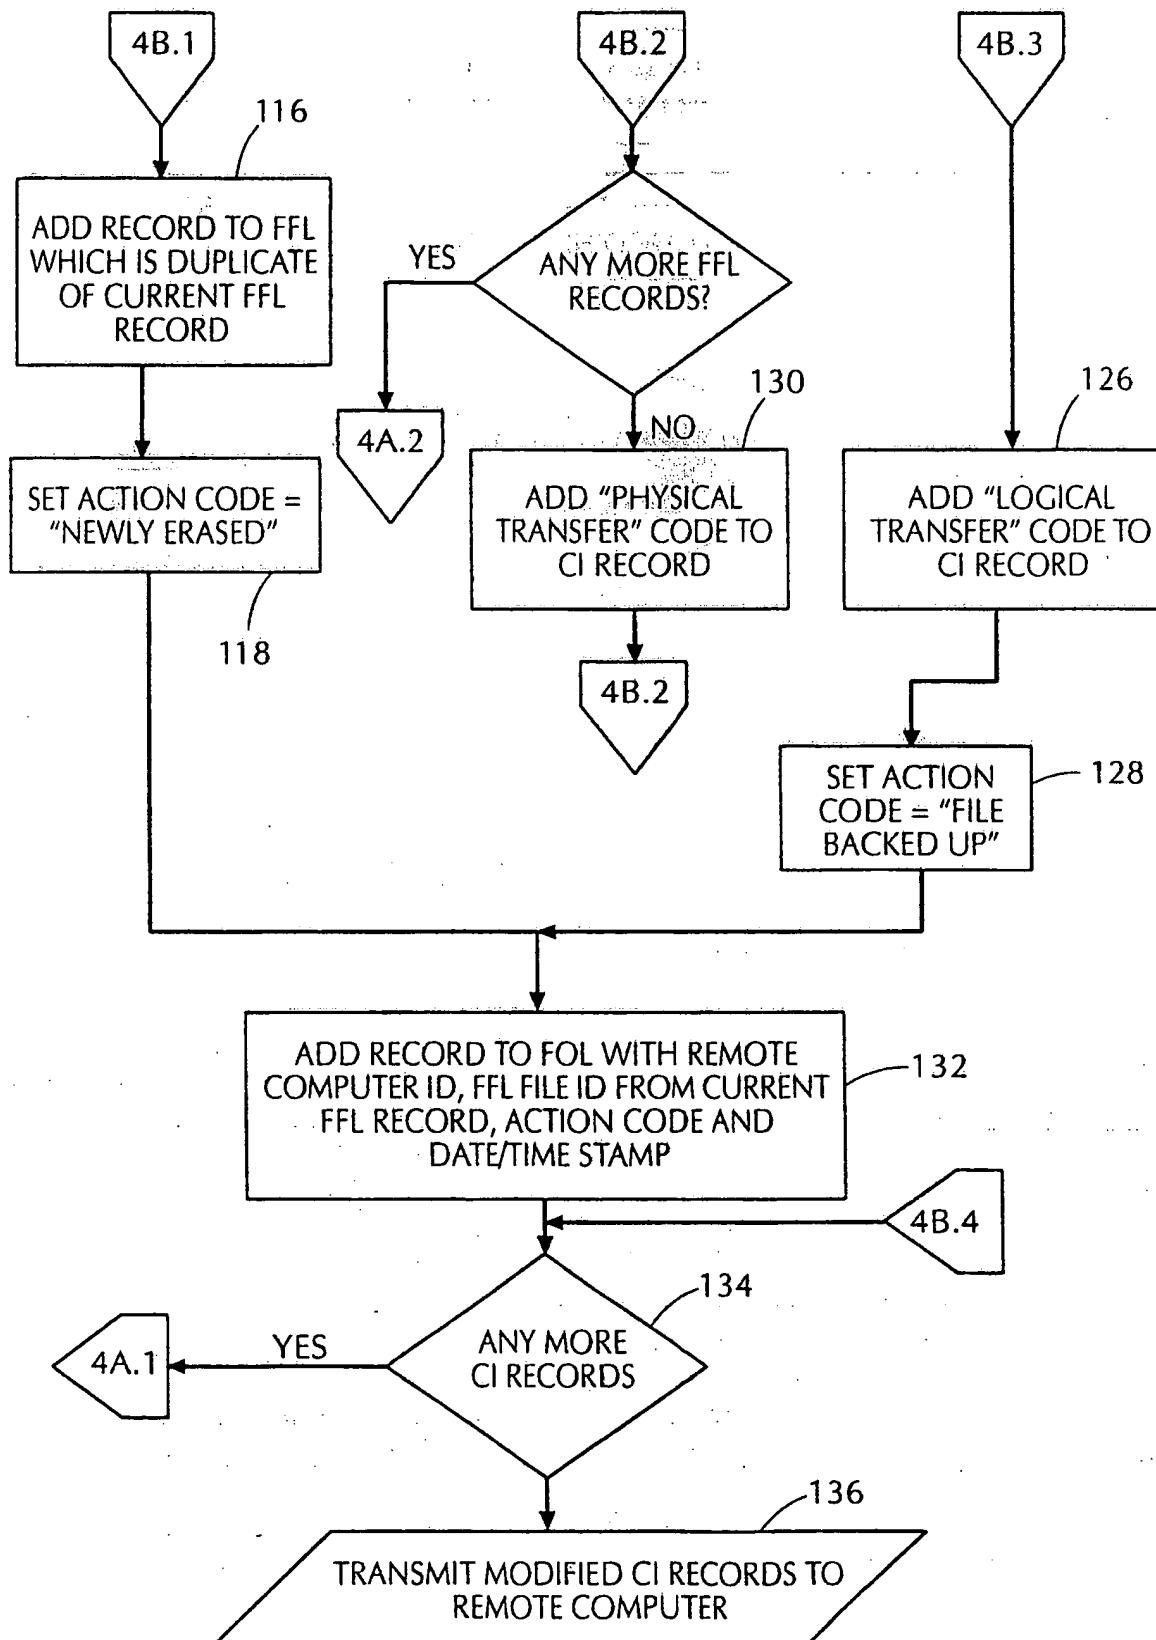 4B.1
4B.2
4B.3
116
ADD RECORD TO FFL
WHICH IS DUPLICATE
OF CURRENT FFL
RECORD
YES
ANY MORE FFL
RECORDS?
130
126
4A.2
NO
SET ACTION CODE =
"NEWLY ERASED"
118
ADD "PHYSICAL
TRANSFER" CODE TO
CI RECORD
ADD "LOGICAL
TRANSFER" CODE TO
CI RECORD
4B.2
SET ACTION
CODE = "FILE
BACKED UP"
128
ADD RECORD TO FOL WITH REMOTE
COMPUTER ID, FFL FILE ID FROM CURRENT
FFL RECORD, ACTION CODE AND
DATE/TIME STAMP
132
4B.4
134
ANY MORE
CI RECORDS
YES
4A.1
136
TRANSMIT MODIFIED CI RECORDS TO
REMOTE COMPUTER